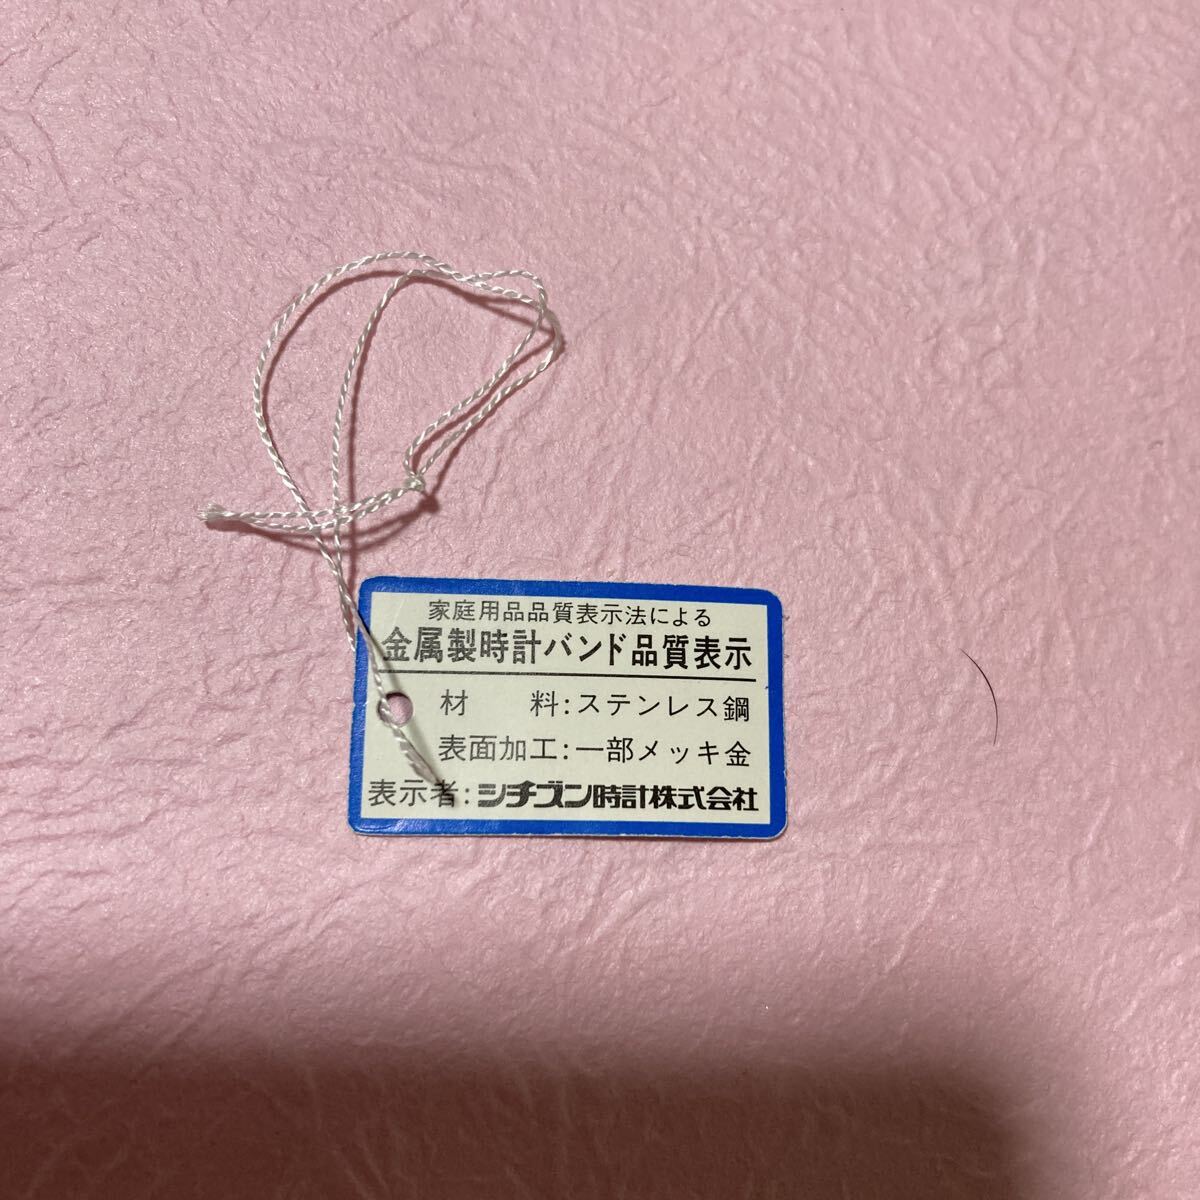 家庭用品品質表示法による
金属製時計バンド品質表示
材　料:ステンレス鋼
表面加工:一部メッキ金
表示者:シチズン時計株式会社